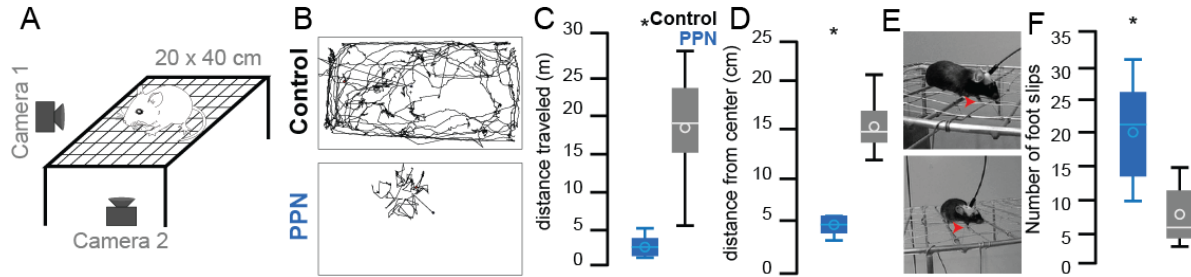 A
20 x 40 cm
Camera 1
Camera 2
B
Control
PPN
C
distance traveled (m)
30
25
20
15
10
5
0
*
Control
PPN
D
distance from center (cm)
25
20
15
10
5
0
*
E
F
Number of foot slips
35
30
25
20
15
10
5
0
*